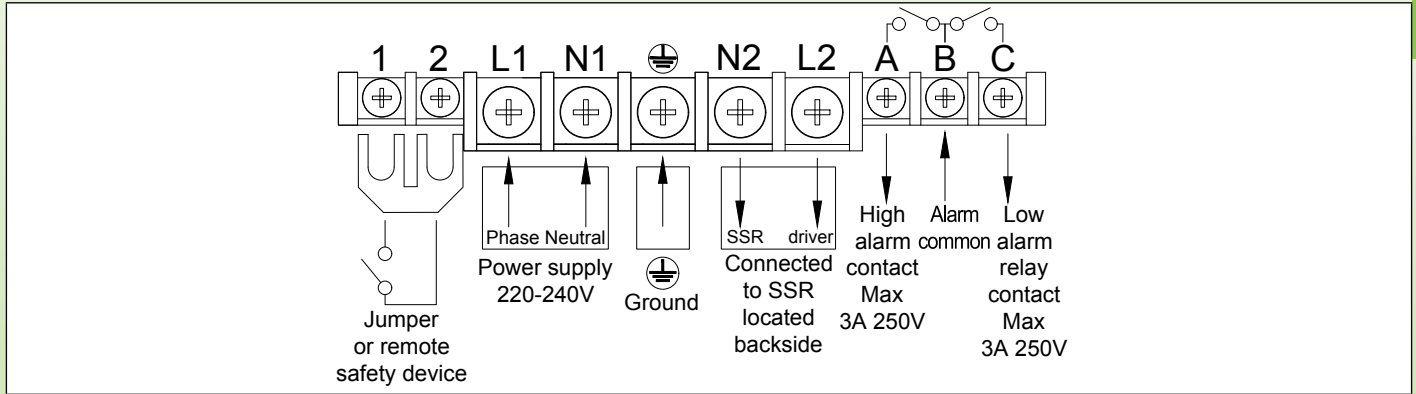 1 2 L1 N1 N2 L2 A B C
Phase Neutral
Power supply
220-240V
Ground
SSR driver
Connected
to SSR
located
backside
High
alarm
contact
Max
3A 250V
Alarm
common
Low
alarm
relay
contact
Max
3A 250V
Jumper
or remote
safety device